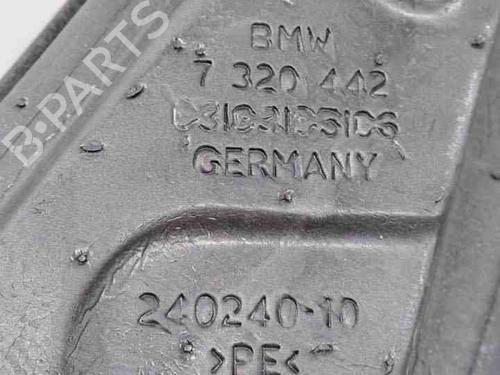 BMW
7 320 442
GERMANY
240240-10
>PE<
B-PARTS